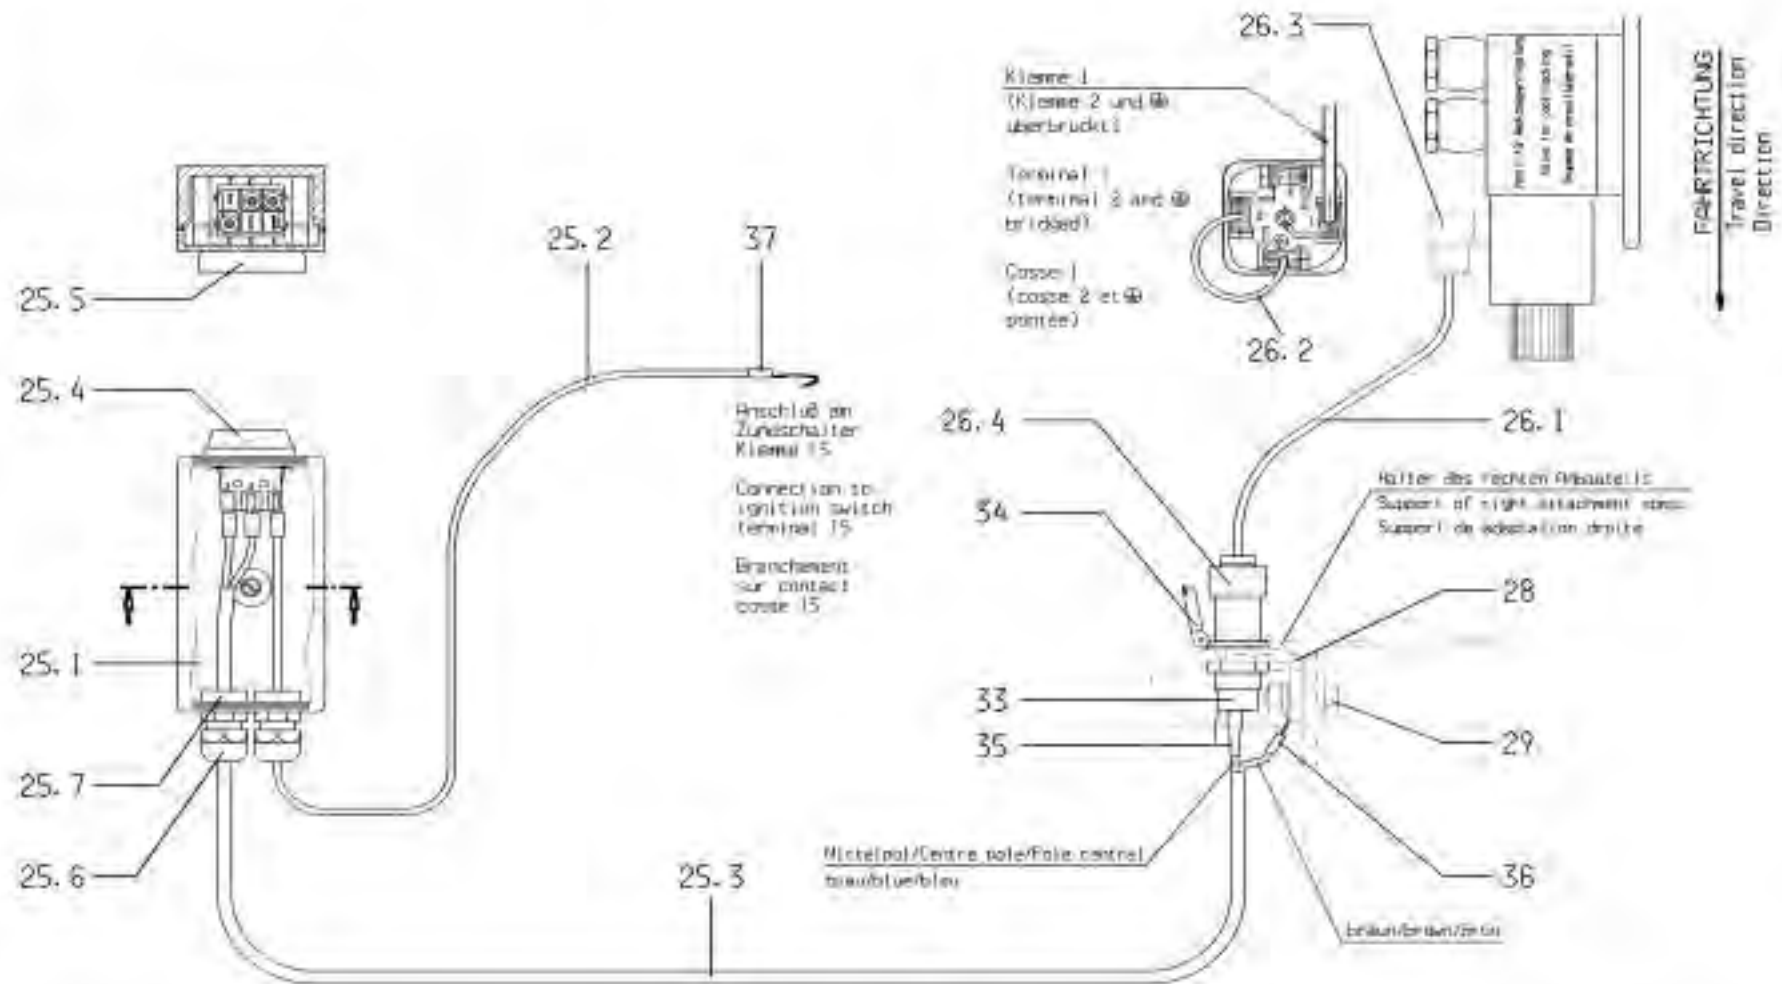 26.3
Klemme 1
(Klemme 2 und
überbrückt)
Terminal 1
(terminal 2 and
bridged)
Cosse 1
(cosse 2 et
pontée)
26.2
FAHRTRICHTUNG
Travel direction
Direction
25.2
37
25.5
25.4
Anschluß am
Zündschalter
Klemme 15
Connection to
ignition switch
terminal 15
Branchement
sur contact
cosse 15
26.4
26.1
Halter des rechten Anbauteils
Support of right attachment
Support de adaptation droite
34
28
25.1
33
29
35
25.7
Mittelpol/Centre pole/Pole central
blau/blue/bleu
25.6
25.3
36
braun/brown/brun